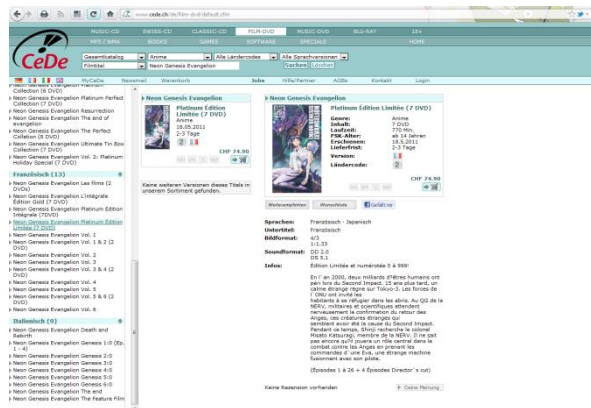 www.cede.ch/de/film-dvd/default.cfm
MUSIC-CD SWISS-CD CLASSIC-CD FILM-DVD MUSIC-DVD BLU-RAY 18+
MP3 / WMA BOOKS GAMES SOFTWARE SPECIALS HOME
CeDe
Gesamtkatalog Anime Alle Ländercodes Alle Sprachversionen
Filmtitel Neon Genesis Evangelion Suchen Löschen
MyCeDe Newsmail Warenkorb Jobs Hilfe/Partner AGBs Kontakt Login
Collection (6 DVD)
Neon Genesis Evangelion Platinum Perfect
Collection (7 DVD)
Neon Genesis Evangelion Resurrection
Neon Genesis Evangelion The end of
evangelion
Neon Genesis Evangelion The Perfect
Collation (8 DVD)
Neon Genesis Evangelion Ultimate Tin Box
Collection (7 DVD)
Neon Genesis Evangelion Vol. 2: Platinum
Holiday Special (7 DVD)
Französisch (13)
Neon Genesis Evangelion Les films (2
DVDs)
Neon Genesis Evangelion L'intégrale
Édition Gold (7 DVD)
Neon Genesis Evangelion Platinum Edition
Intégrale (7DVD)
Neon Genesis Evangelion Platinum Édition
Limitée (7 DVD)
Neon Genesis Evangelion Vol. 1
Neon Genesis Evangelion Vol. 1 & 2 (2
DVD)
Neon Genesis Evangelion Vol. 2
Neon Genesis Evangelion Vol. 3
Neon Genesis Evangelion Vol. 3 & 4 (2
DVD)
Neon Genesis Evangelion Vol. 4
Neon Genesis Evangelion Vol. 5
Neon Genesis Evangelion Vol. 5 & 6 (2
DVD)
Neon Genesis Evangelion Vol. 6
Italienisch (9)
Neon Genesis Evangelion Death and
Rebirth
Neon Genesis Evangelion Genesis 1:0 (Ep.
1 - 4)
Neon Genesis Evangelion Genesis 2:0
Neon Genesis Evangelion Genesis 3:0
Neon Genesis Evangelion Genesis 4:0
Neon Genesis Evangelion Genesis 5:0
Neon Genesis Evangelion Genesis 6:0
Neon Genesis Evangelion The end
Neon Genesis Evangelion The Feature Film
Neon Genesis Evangelion
Platinum Édition
Limitée (7 DVD)
Anime
18.05.2011
2-3 Tage
2
CHF 74.90
Keine weiteren Versionen dieses Titels in
unserem Sortiment gefunden.
Neon Genesis Evangelion
Platinum Édition Limitée (7 DVD)
Genre: Anime
Inhalt: 7 DVD
Laufzeit: 770 Min.
FSK-Alter: ab 14 Jahren
Erschienen: 18.5.2011
Lieferfrist: 2-3 Tage
Version:
Ländercode: 2
CHF 74.90
Weiterempfehlen Wunschliste Gefällt mir
Sprachen: Französisch - Japanisch
Untertitel: Französisch
Bildformat: 4/3
1:1.33
Soundformat: DD 2.0
DS 5.1
Infos: Édition Limitée et numérotée 0 à 999!
En l'an 2000, deux milliards d?êtres humains ont
péri lors du Second Impact. 15 ans plus tard, un
calme étrange règne sur Tokyo-3. Les forces de
l'ONU ont invité les
habitants à se réfugier dans les abris. Au QG de la
NERV, militaires et scientifiques attendent
nerveusement la confirmation du retour des
Anges, ces créatures étranges qui
semblent avoir été la cause du Second Impact.
Pendant ce temps, Shinji recherche le colonel
Misato Katsuragi, membre de la NERV. Il ne sait
pas encore qu?il jouera un rôle central dans le
combat contre les Anges en prenant les
commandes d'une Eva, une étrange machine
fusionnant avec son pilote.
(Épisodes 1 à 26 + 4 Épisodes Director's cut)
Keine Rezension vorhanden Deine Meinung